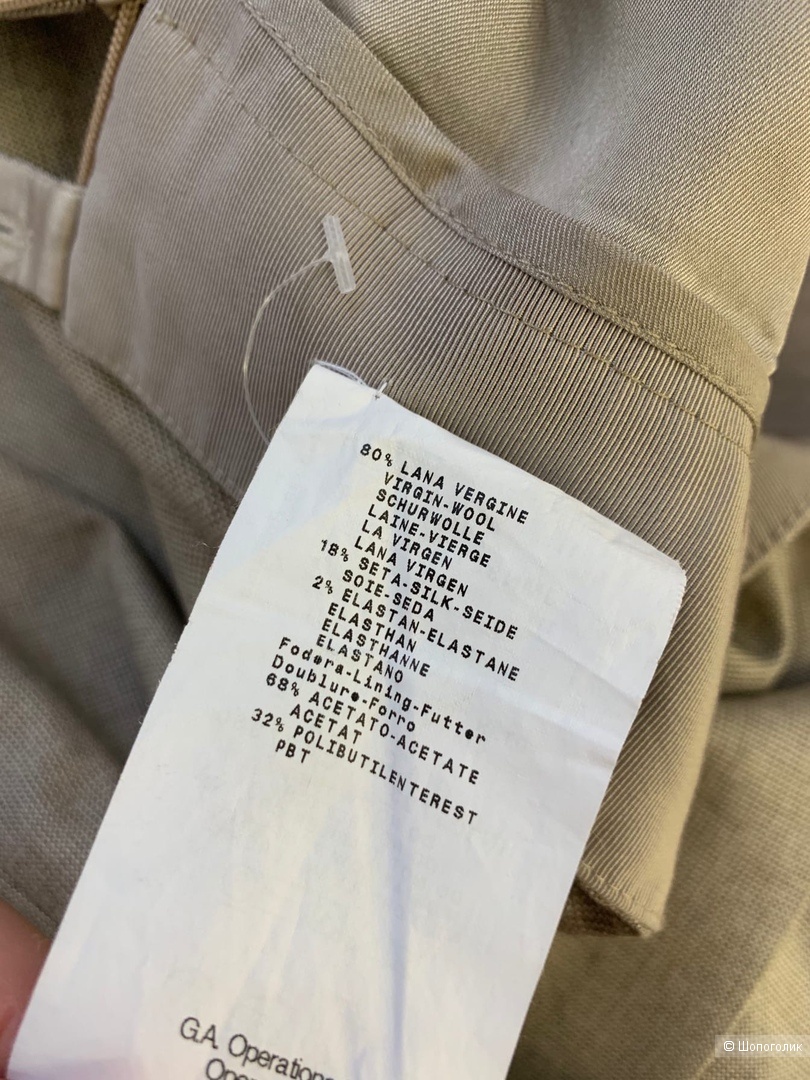 80% LANA VERGINE
VIRGIN-WOOL
SCHURWOLLE
LAINE-VIERGE
LA VIRGEN
LANA VIRGEN
18% SETA-SILK-SEIDE
SOIE-SEDA
2% ELASTAN-ELASTANE
ELASTHAN
ELASTHANNE
ELASTANO
Fodera-Lining-Futter
Doublure-Forro
68% ACETATO-ACETATE
ACETAT
32% POLIBUTILENTEREST
PBT
G.A. Operations
© Шопоголик